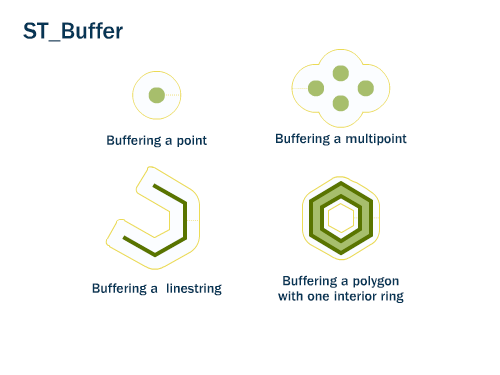 ST_Buffer
Buffering a point
Buffering a multipoint
Buffering a linestring
Buffering a polygon
with one interior ring